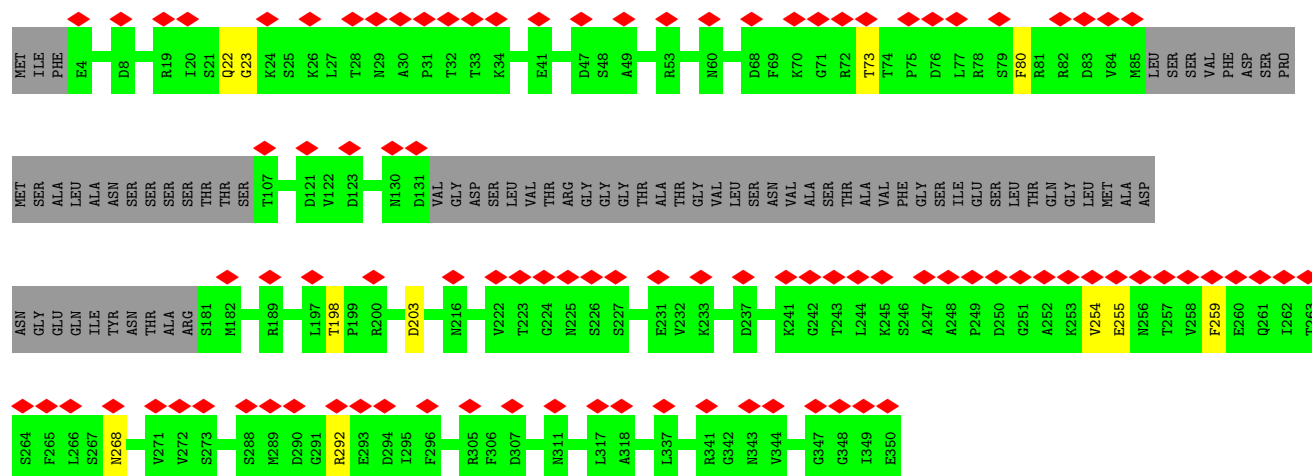 MET ILE PHE E4 D8 R19 I20 S21 Q22 G23 K24 S25 K26 L27 T28 N29 A30 P31 T32 T33 K34 E41 D47 S48 A49 R53 N60 D68 F69 K70 G71 R72 T73 T74 P75 D76 L77 R78 S79 F80 R81 R82 D83 V84 M85 LEU SER SER VAL PHE ASP SER PRO
MET SER ALA LEU ALA ASN SER SER SER SER THR THR SER T107 D121 V122 D123 N130 D131 VAL GLY ASP SER LEU VAL THR ARG GLY GLY GLY THR ALA THR GLY VAL LEU SER ASN VAL ALA SER THR ALA VAL PHE GLY SER ILE GLU SER LEU THR GLN GLY LEU MET ALA ASP
ASN GLY GLU GLN ILE TYR ASN THR ALA ARG S181 M182 R189 L197 T198 P199 R200 D203 N216 V222 T223 G224 N225 S226 S227 E231 V232 K233 D237 K241 G242 T243 L244 K245 S246 A247 A248 P249 D250 G251 A252 K253 V254 E255 N256 T257 V258 F259 E260 Q261 I262 T263
S264 F265 L266 S267 N268 V271 V272 S273 S288 M289 D290 G291 R292 E293 D294 I295 F296 R305 F306 D307 N311 L317 A318 L337 R341 G342 N343 V344 G347 G348 I349 E350